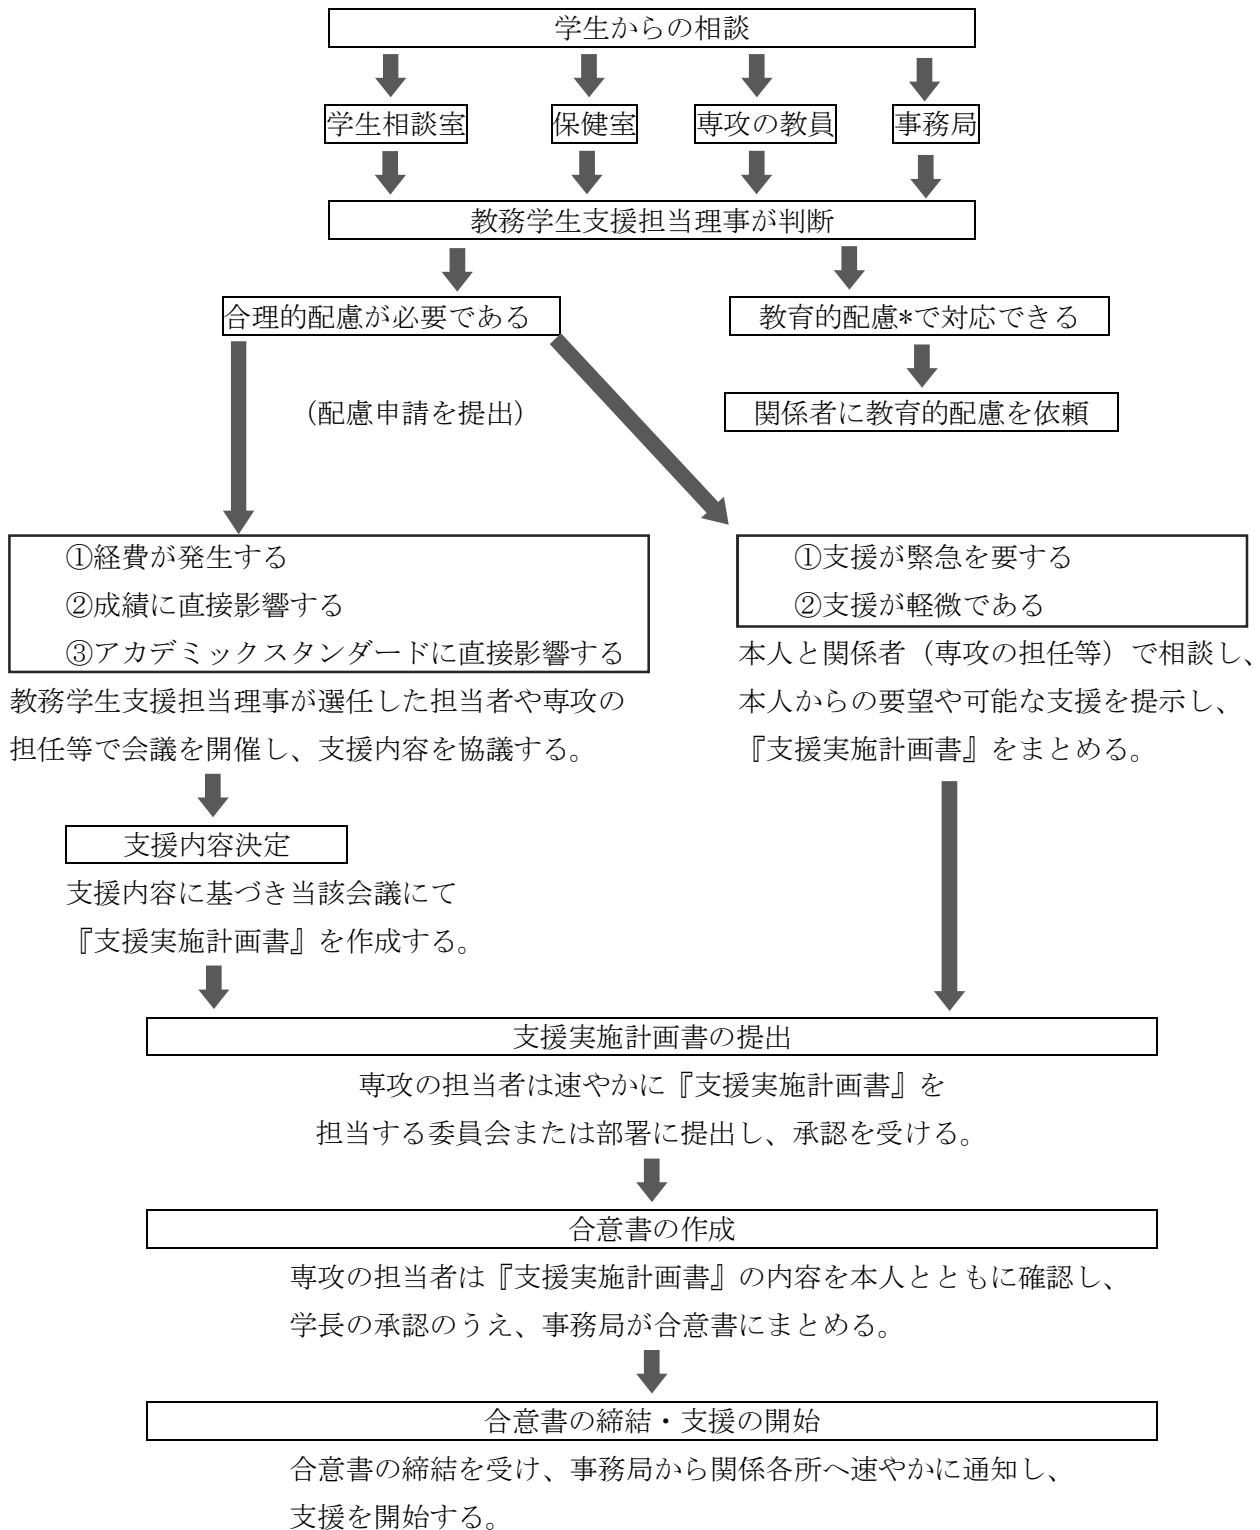 学生からの相談
学生相談室
保健室
専攻の教員
事務局
教務学生支援担当理事が判断
合理的配慮が必要である
教育的配慮*で対応できる
（配慮申請を提出）
関係者に教育的配慮を依頼
①経費が発生する
②成績に直接影響する
③アカデミックスタンダードに直接影響する
教務学生支援担当理事が選任した担当者や専攻の
担任等で会議を開催し、支援内容を協議する。
①支援が緊急を要する
②支援が軽微である
本人と関係者（専攻の担任等）で相談し、
本人からの要望や可能な支援を提示し、
『支援実施計画書』をまとめる。
支援内容決定
支援内容に基づき当該会議にて
『支援実施計画書』を作成する。
支援実施計画書の提出
専攻の担当者は速やかに『支援実施計画書』を
担当する委員会または部署に提出し、承認を受ける。
合意書の作成
専攻の担当者は『支援実施計画書』の内容を本人とともに確認し、
学長の承認のうえ、事務局が合意書にまとめる。
合意書の締結・支援の開始
合意書の締結を受け、事務局から関係各所へ速やかに通知し、
支援を開始する。